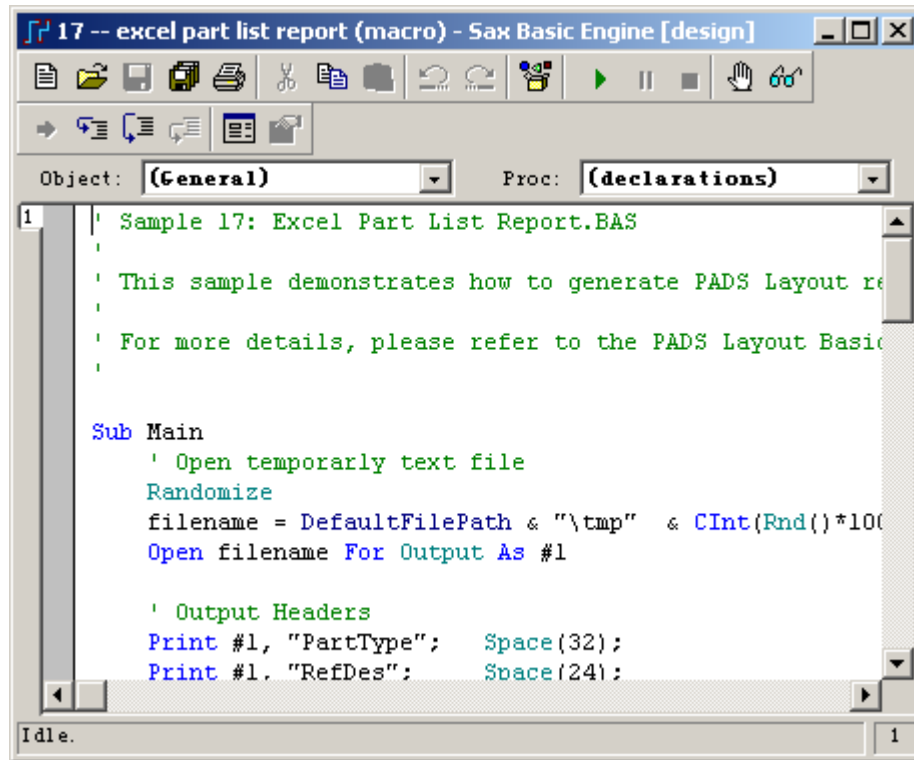 17 -- excel part list report (macro) - Sax Basic Engine [design]
Object: (General) Proc: (declarations)
1
' Sample 17: Excel Part List Report.BAS
'
' This sample demonstrates how to generate PADS Layout re
'
' For more details, please refer to the PADS Layout Basic
'
Sub Main
' Open temporarly text file
Randomize
filename = DefaultFilePath & "\tmp" & CInt(Rnd()*100
Open filename For Output As #1
' Output Headers
Print #1, "PartType"; Space(32);
Print #1, "RefDes"; Space(24);
Idle. 1